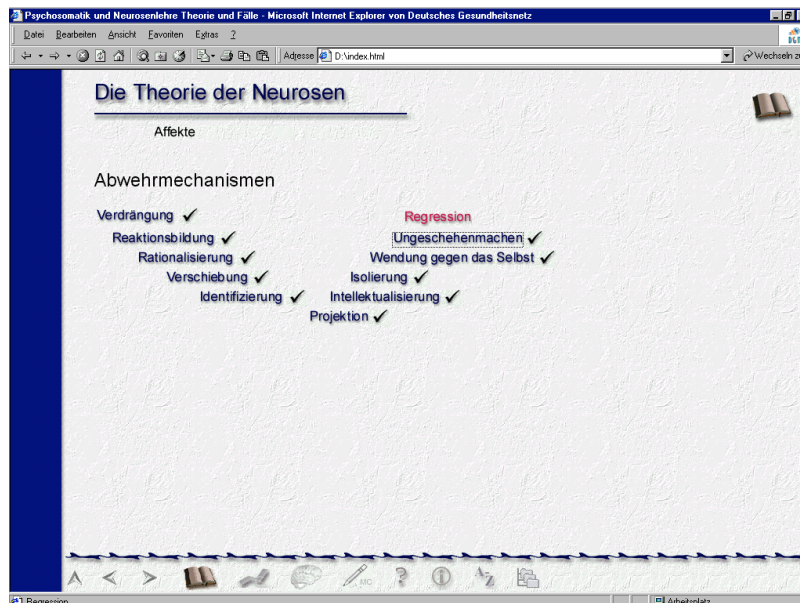 Psychosomatik und Neurosenlehre Theorie und Fälle - Microsoft Internet Explorer von Deutsches Gesundheitsnetz
Datei Bearbeiten Ansicht Favoriten Extras ?
Adresse D:\index.html Wechseln zu
Die Theorie der Neurosen
Affekte
Abwehrmechanismen
Verdrängung Regression
Reaktionsbildung Ungeschehenmachen
Rationalisierung Wendung gegen das Selbst
Verschiebung Isolierung
Identifizierung Intellektualisierung
Projektion
MC ? i A-Z
Regression Arbeitsplatz